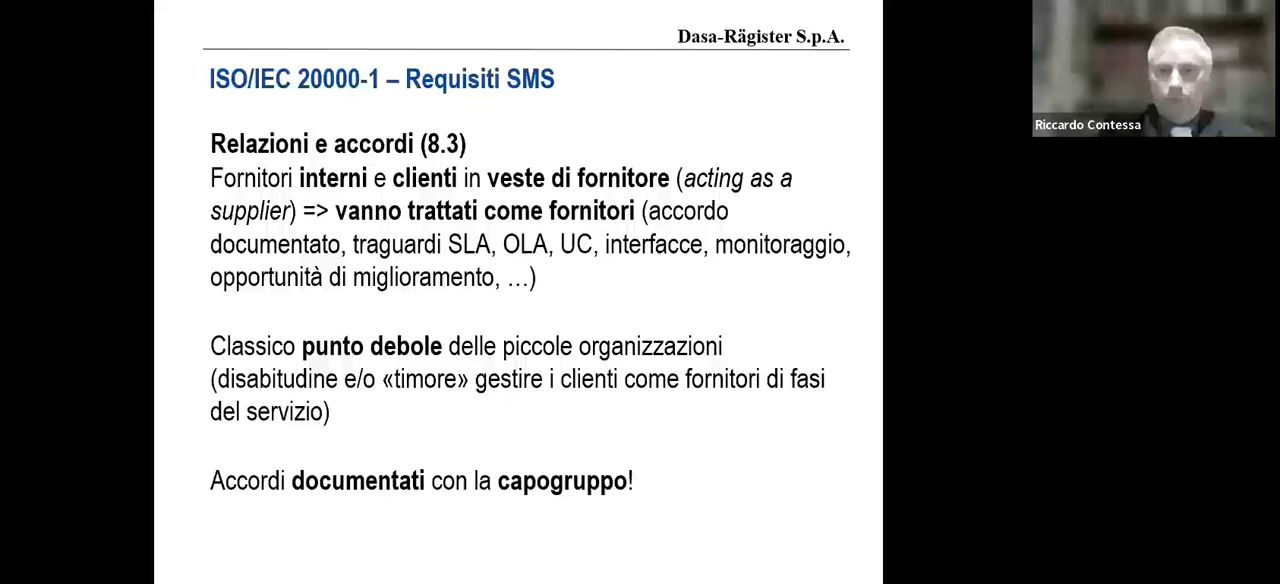 Dasa-Rägister S.p.A.
ISO/IEC 20000-1 – Requisiti SMS
Relazioni e accordi (8.3)
Fornitori interni e clienti in veste di fornitore (acting as a
supplier) => vanno trattati come fornitori (accordo
documentato, traguardi SLA, OLA, UC, interfacce, monitoraggio,
opportunità di miglioramento, …)
Classico punto debole delle piccole organizzazioni
(disabitudine e/o «timore» gestire i clienti come fornitori di fasi
del servizio)
Accordi documentati con la capogruppo!
Riccardo Contessa